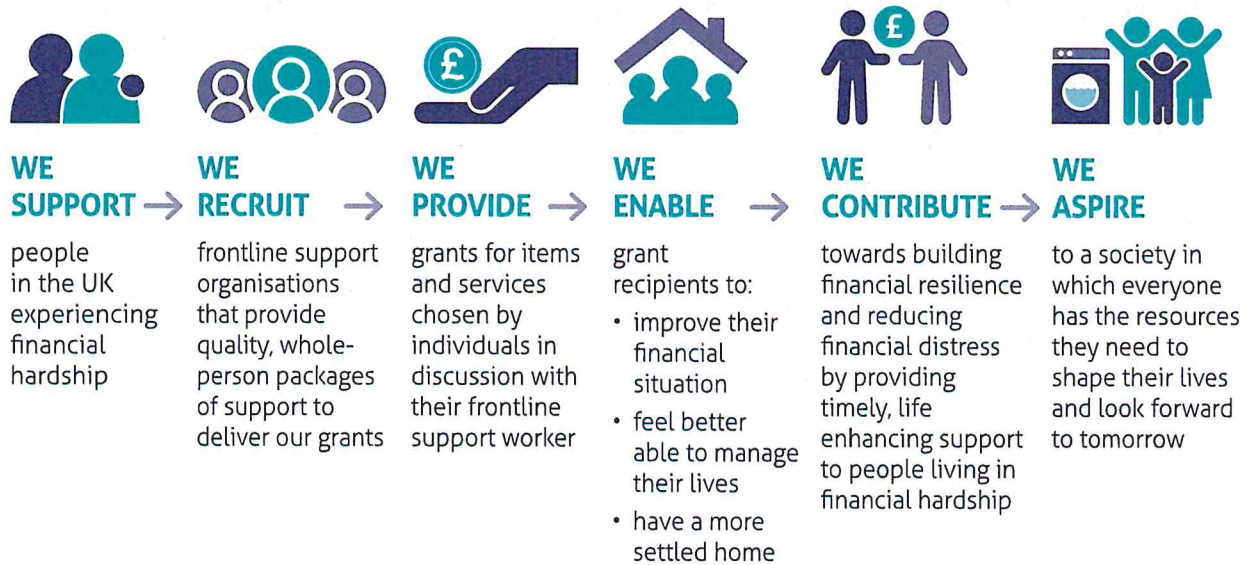 £
£
WE
SUPPORT →
people
in the UK
experiencing
financial
hardship
WE
RECRUIT →
frontline support
organisations
that provide
quality, whole-
person packages
of support to
deliver our grants
WE
PROVIDE →
grants for items
and services
chosen by
individuals in
discussion with
their frontline
support worker
WE
ENABLE →
grant
recipients to:
• improve their
financial
situation
• feel better
able to manage
their lives
• have a more
settled home
WE
CONTRIBUTE →
towards building
financial resilience
and reducing
financial distress
by providing
timely, life
enhancing support
to people living in
financial hardship
WE
ASPIRE
to a society in
which everyone
has the resources
they need to
shape their lives
and look forward
to tomorrow